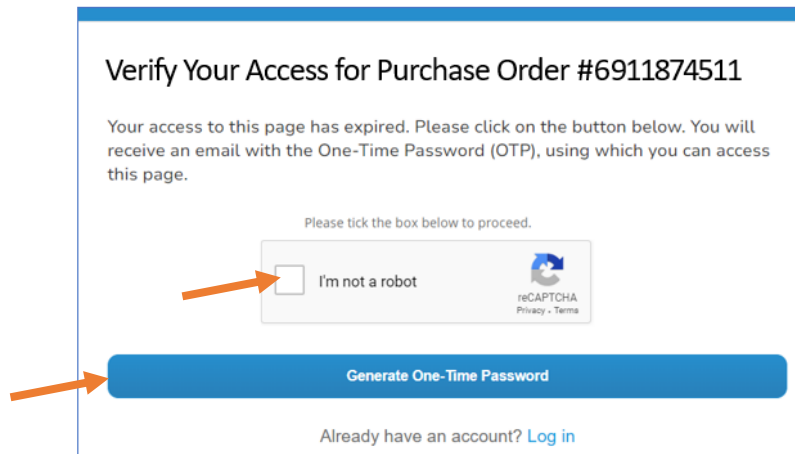 Verify Your Access for Purchase Order #6911874511
Your access to this page has expired. Please click on the button below. You will
receive an email with the One-Time Password (OTP), using which you can access
this page.
Please tick the box below to proceed.
I'm not a robot
reCAPTCHA
Privacy - Terms
Generate One-Time Password
Already have an account? Log in